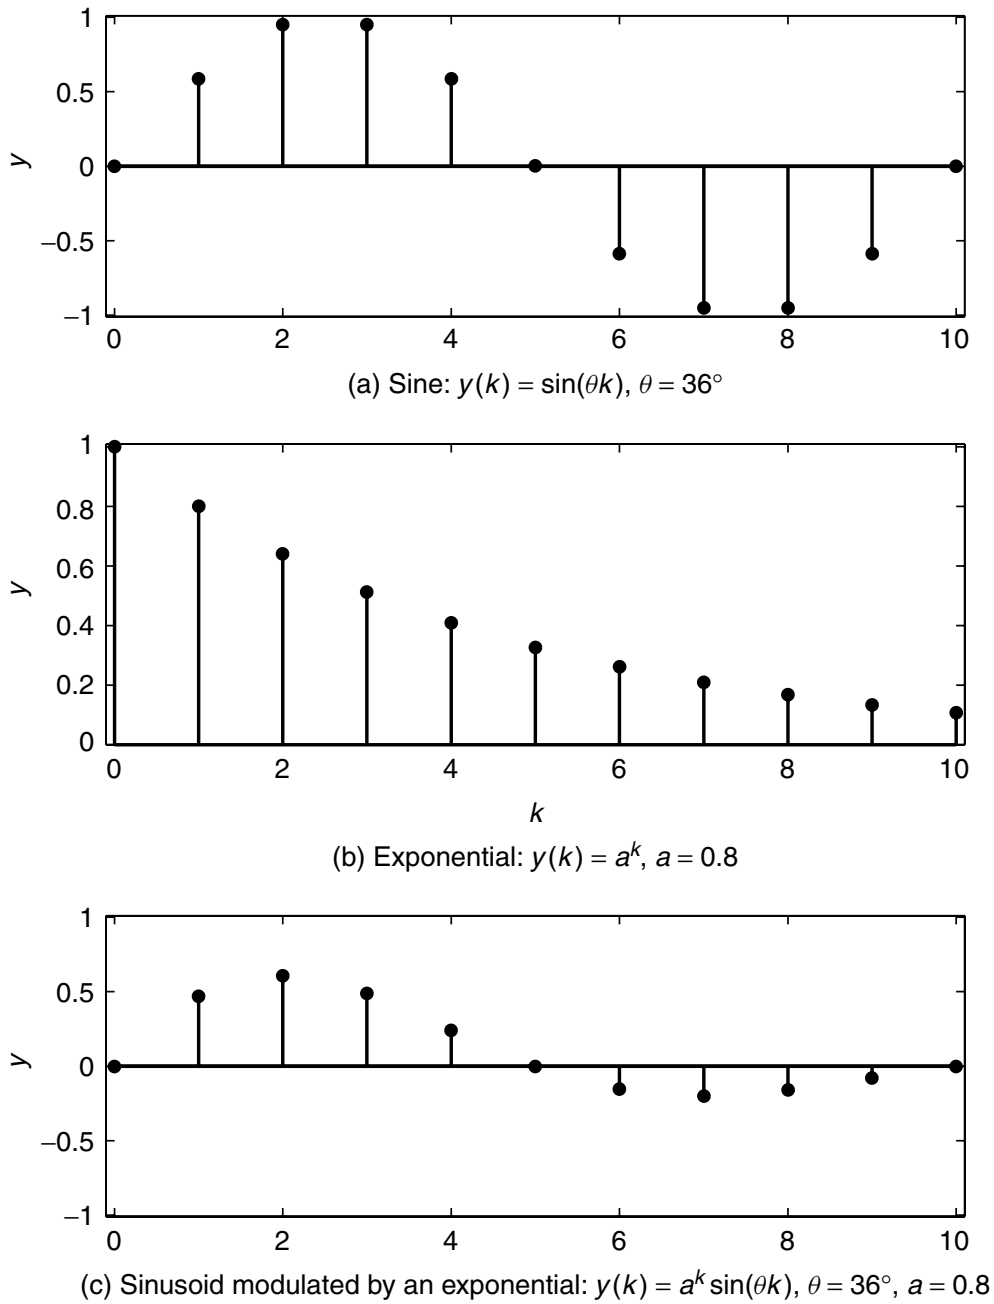 1
0.5
0
−0.5
−1
y
0 2 4 6 8 10
(a) Sine: y(k) = sin(θk), θ = 36°
1
0.8
0.6
0.4
0.2
0
y
0 2 4 6 8 10
k
(b) Exponential: y(k) = a^k, a = 0.8
1
0.5
0
−0.5
−1
y
0 2 4 6 8 10
(c) Sinusoid modulated by an exponential: y(k) = a^k sin(θk), θ = 36°, a = 0.8